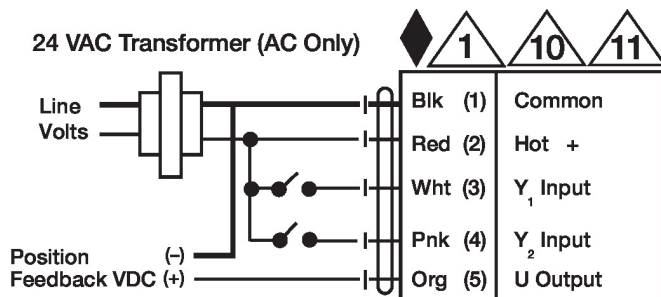 24 VAC Transformer (AC Only)
1 10 11
Line
Volts
Blk (1) Common
Red (2) Hot +
Wht (3) Y1 Input
Pnk (4) Y2 Input
Position (–)
Feedback VDC (+)
Org (5) U Output